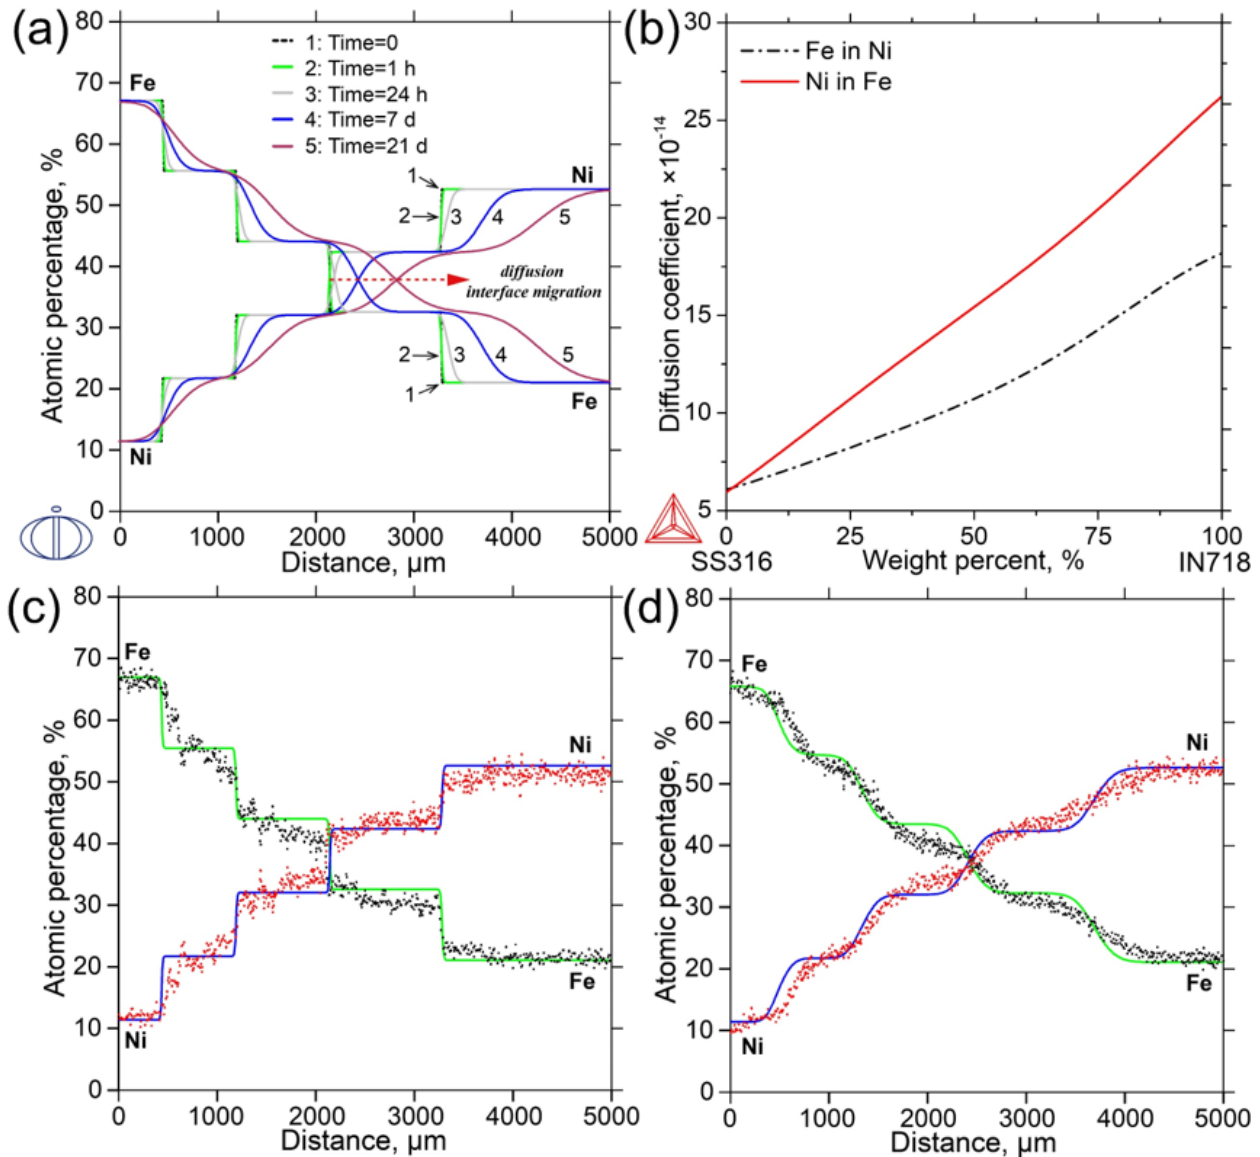 (a)
80
70
60
50
40
30
20
10
0
Atomic percentage, %
Fe
Ni
1: Time=0
2: Time=1 h
3: Time=24 h
4: Time=7 d
5: Time=21 d
1
2
3
4
5
Ni
diffusion
interface migration
2
3
4
5
1
Fe
0
1000
2000
3000
4000
5000
Distance, µm
(b)
30
25
20
15
10
5
Diffusion coefficient, ×10⁻¹⁴
Fe in Ni
Ni in Fe
0
25
50
75
100
SS316
Weight percent, %
IN718
(c)
80
70
60
50
40
30
20
10
0
Atomic percentage, %
Fe
Ni
Ni
Fe
0
1000
2000
3000
4000
5000
Distance, µm
(d)
80
70
60
50
40
30
20
10
0
Atomic percentage, %
Fe
Ni
Ni
Fe
0
1000
2000
3000
4000
5000
Distance, µm